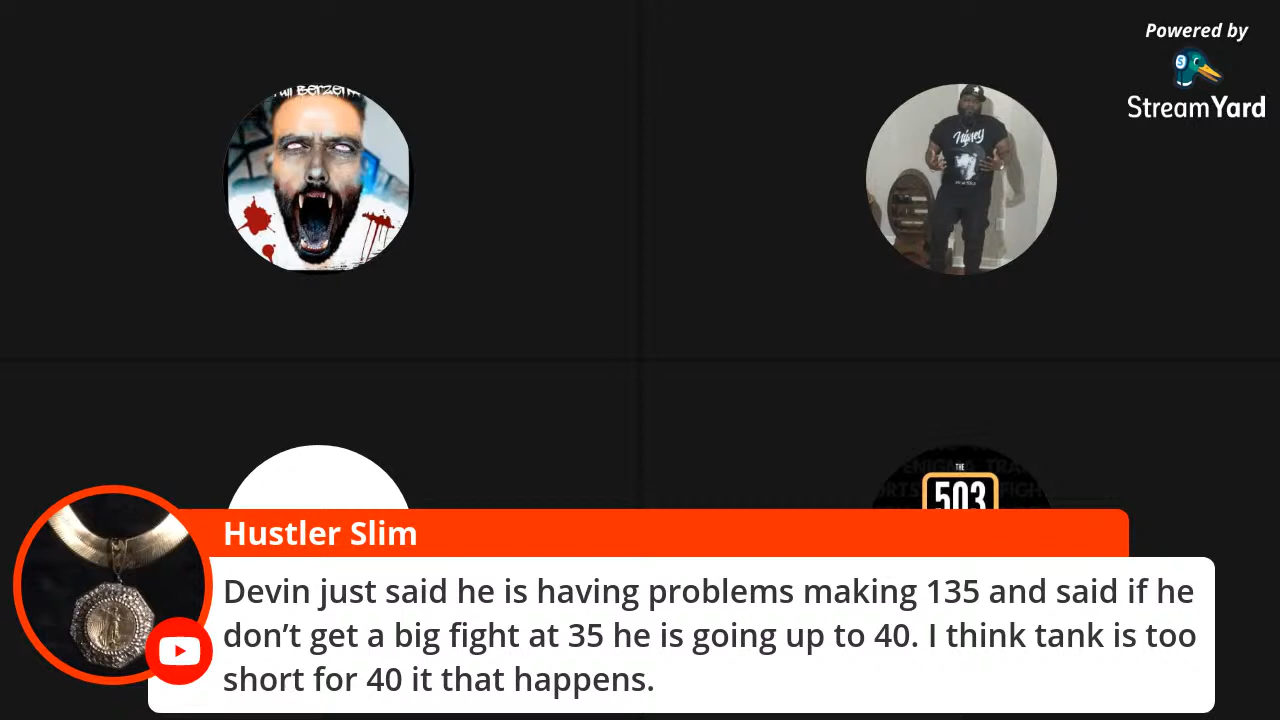 Powered by
StreamYard
THE
503
Hustler Slim
Devin just said he is having problems making 135 and said if he
don’t get a big fight at 35 he is going up to 40. I think tank is too
short for 40 it that happens.